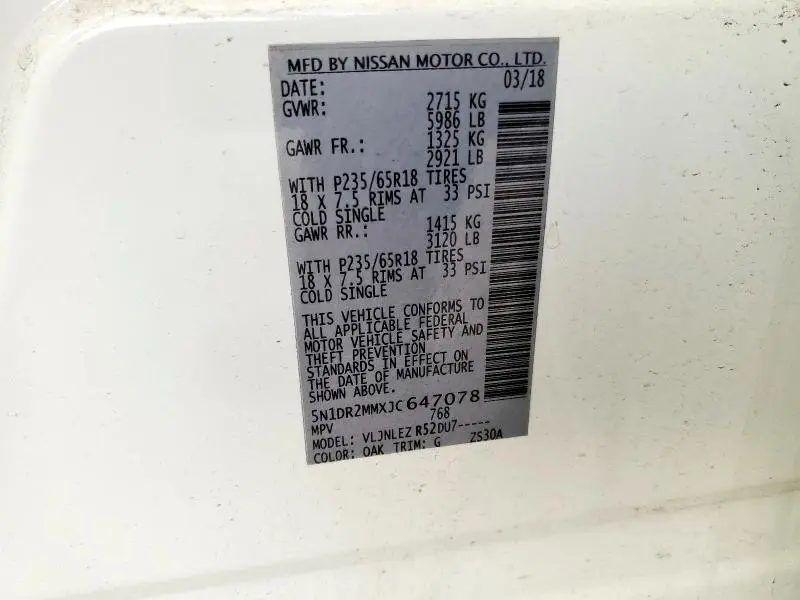 MFD BY NISSAN MOTOR CO., LTD.
DATE: 03/18
GVWR: 2715 KG
5986 LB
GAWR FR.: 1325 KG
2921 LB
WITH P235/65R18 TIRES
18 X 7.5 RIMS AT 33 PSI
COLD SINGLE
GAWR RR.: 1415 KG
3120 LB
WITH P235/65R18 TIRES
18 X 7.5 RIMS AT 33 PSI
COLD SINGLE
THIS VEHICLE CONFORMS TO
ALL APPLICABLE FEDERAL
MOTOR VEHICLE SAFETY AND
THEFT PREVENTION
STANDARDS IN EFFECT ON
THE DATE OF MANUFACTURE
SHOWN ABOVE.
5N1DR2MMXJC647078
MPV 768
MODEL: VLJNLEZ R52DU7-----
COLOR: OAK TRIM: G ZS30A